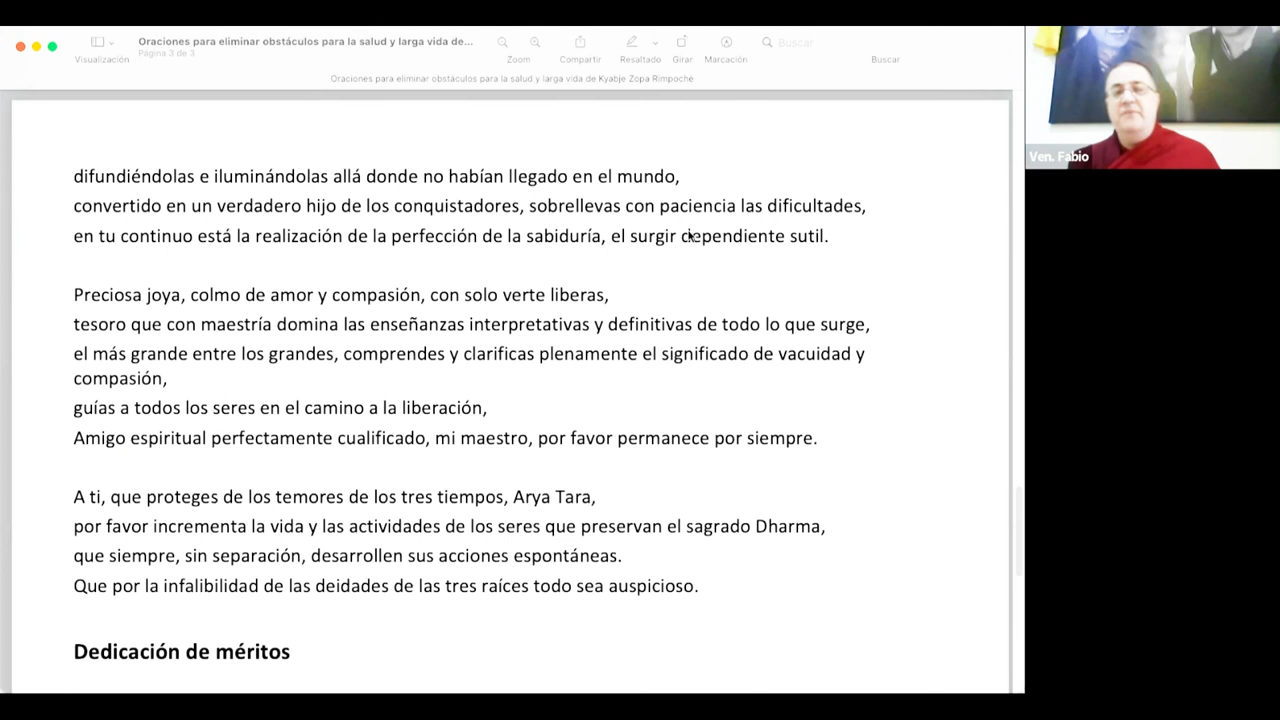 Oraciones para eliminar obstáculos para la salud y larga vida de...
Página 3 de 3
Buscar
Visualización
Zoom
Compartir
Resaltado
Girar
Marcación
Buscar
Oraciones para eliminar obstáculos para la salud y larga vida de Kyabje Zopa Rimpoché
Ven. Fabio
difundiéndolas e iluminándolas allá donde no habían llegado en el mundo,
convertido en un verdadero hijo de los conquistadores, sobrellevas con paciencia las dificultades,
en tu continuo está la realización de la perfección de la sabiduría, el surgir dependiente sutil.
Preciosa joya, colmo de amor y compasión, con solo verte liberas,
tesoro que con maestría domina las enseñanzas interpretativas y definitivas de todo lo que surge,
el más grande entre los grandes, comprendes y clarificas plenamente el significado de vacuidad y
compasión,
guías a todos los seres en el camino a la liberación,
Amigo espiritual perfectamente cualificado, mi maestro, por favor permanece por siempre.
A ti, que proteges de los temores de los tres tiempos, Arya Tara,
por favor incrementa la vida y las actividades de los seres que preservan el sagrado Dharma,
que siempre, sin separación, desarrollen sus acciones espontáneas.
Que por la infalibilidad de las deidades de las tres raíces todo sea auspicioso.
Dedicación de méritos